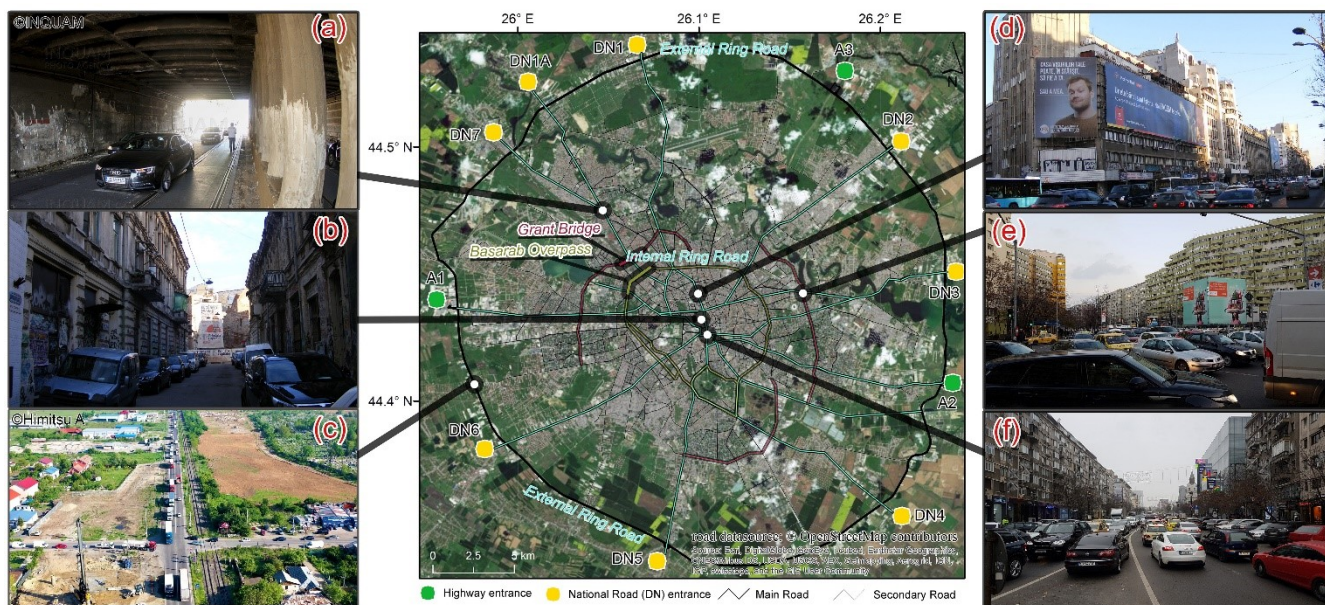 ©INQUAM
(a)
(b)
©Himitsu A
(c)
26° E
26.1° E
26.2° E
44.5° N
44.4° N
DN1
External Ring Road
A3
DN1A
DN7
DN2
Grant Bridge
Basarab Overpass
Internal Ring Road
A1
DN3
A2
DN6
External Ring Road
DN5
DN4
0 2.5 5 km
road datasource: © OpenStreetMap contributors
Highway entrance
National Road (DN) entrance
Main Road
Secondary Road
(d)
(e)
(f)